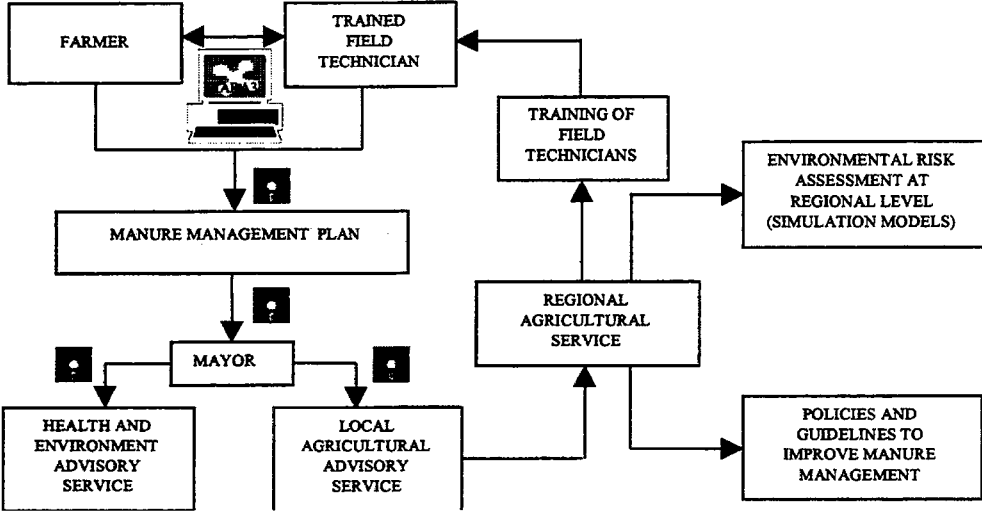 FARMER
TRAINED
FIELD
TECHNICIAN
TRAINING OF
FIELD
TECHNICIANS
ENVIRONMENTAL RISK
ASSESSMENT AT
REGIONAL LEVEL
(SIMULATION MODELS)
MANURE MANAGEMENT PLAN
REGIONAL
AGRICULTURAL
SERVICE
MAYOR
HEALTH AND
ENVIRONMENT
ADVISORY
SERVICE
LOCAL
AGRICULTURAL
ADVISORY
SERVICE
POLICIES AND
GUIDELINES TO
IMPROVE MANURE
MANAGEMENT